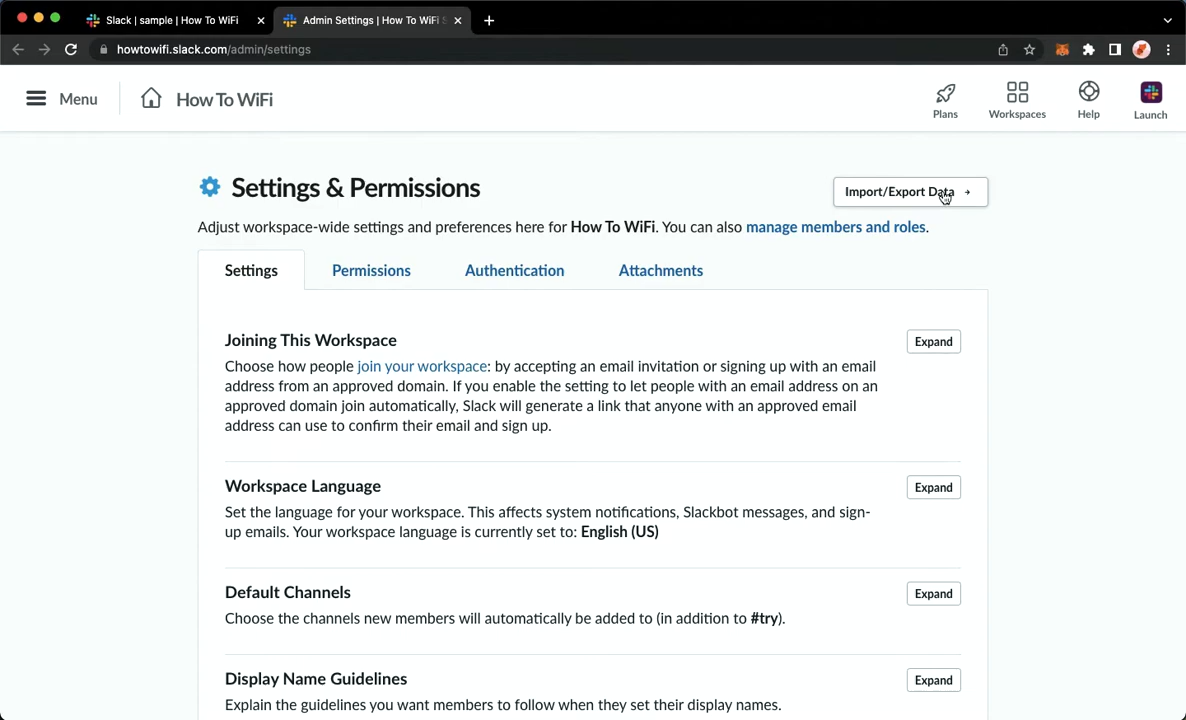 Slack | sample | How To WiFi
Admin Settings | How To WiFi S
howtowifi.slack.com/admin/settings
Menu
How To WiFi
Plans
Workspaces
Help
Launch
Settings & Permissions
Import/Export Data
Adjust workspace-wide settings and preferences here for How To WiFi. You can also manage members and roles.
Settings
Permissions
Authentication
Attachments
Joining This Workspace
Expand
Choose how people join your workspace: by accepting an email invitation or signing up with an email
address from an approved domain. If you enable the setting to let people with an email address on an
approved domain join automatically, Slack will generate a link that anyone with an approved email
address can use to confirm their email and sign up.
Workspace Language
Expand
Set the language for your workspace. This affects system notifications, Slackbot messages, and sign-
up emails. Your workspace language is currently set to: English (US)
Default Channels
Expand
Choose the channels new members will automatically be added to (in addition to #try).
Display Name Guidelines
Expand
Explain the guidelines you want members to follow when they set their display names.